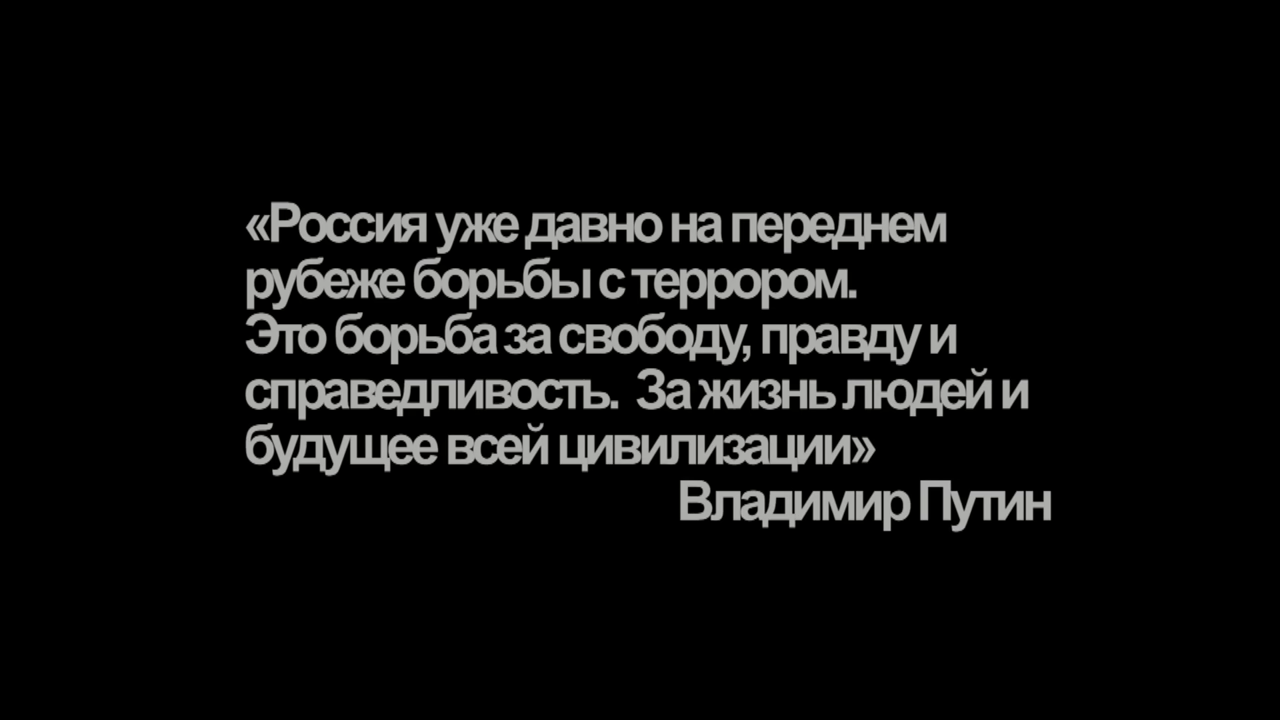 «Россия уже давно на переднем
рубеже борьбы с террором.
Это борьба за свободу, правду и
справедливость.  За жизнь людей и
будущее всей цивилизации»
Владимир Путин